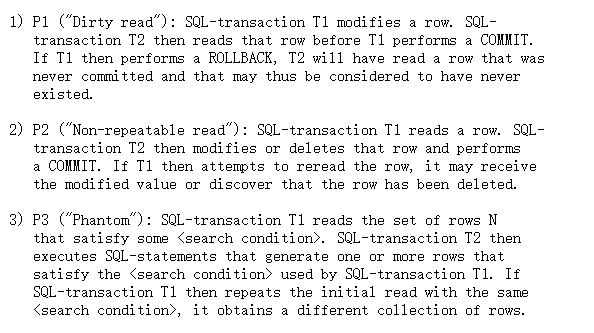 1) P1 ("Dirty read"): SQL-transaction T1 modifies a row. SQL-
transaction T2 then reads that row before T1 performs a COMMIT.
If T1 then performs a ROLLBACK, T2 will have read a row that was
never committed and that may thus be considered to have never
existed.
2) P2 ("Non-repeatable read"): SQL-transaction T1 reads a row. SQL-
transaction T2 then modifies or deletes that row and performs
a COMMIT. If T1 then attempts to reread the row, it may receive
the modified value or discover that the row has been deleted.
3) P3 ("Phantom"): SQL-transaction T1 reads the set of rows N
that satisfy some <search condition>. SQL-transaction T2 then
executes SQL-statements that generate one or more rows that
satisfy the <search condition> used by SQL-transaction T1. If
SQL-transaction T1 then repeats the initial read with the same
<search condition>, it obtains a different collection of rows.